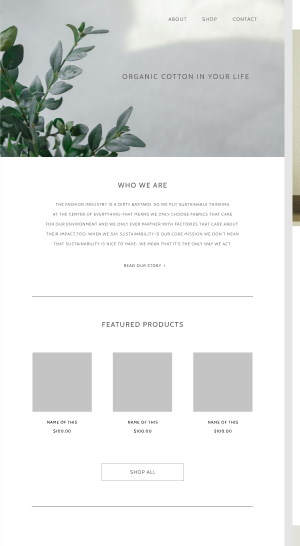 ABOUT SHOP CONTACT
ORGANIC COTTON IN YOUR LIFE
WHO WE ARE
THE FASHION INDUSTRY IS A DIRTY BASTARD. SO WE PUT SUSTAINABLE THINKING
AT THE CENTER OF EVERYTHING-THAT MEANS WE ONLY CHOOSE FABRICS THAT CARE
FOR OUR ENVIRONMENT AND WE ONLY EVER PARTNER WITH FACTORIES THAT CARE ABOUT
THEIR IMPACT TOO. WHEN WE SAY SUSTAINABILITY IS OUR CORE MISSION WE DON'T MEAN
THAT SUSTAINABILITY IS NICE TO HAVE- WE MEAN THAT IT'S THE ONLY WAY WE ACT.
READ OUR STORY >
FEATURED PRODUCTS
NAME OF THIS NAME OF THIS NAME OF THIS
$100.00 $100.00 $100.00
SHOP ALL